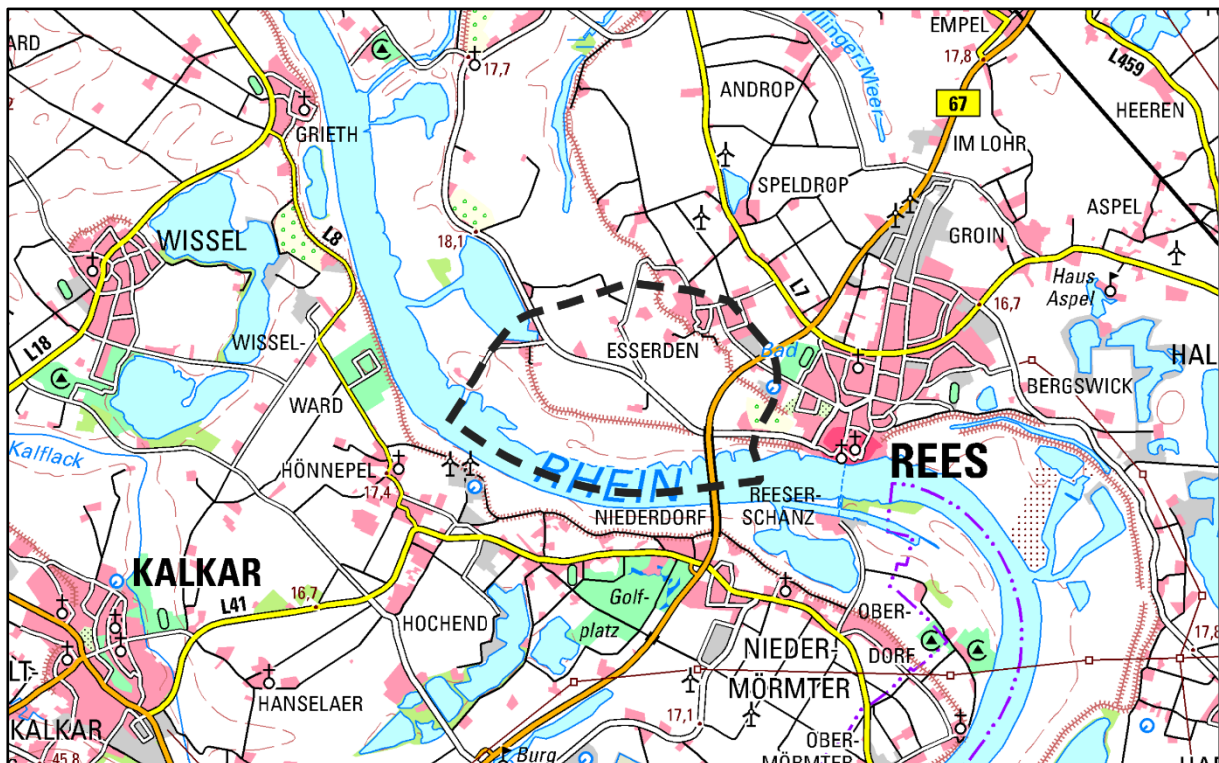 EMPEL
17,8
L459
HEEREN
17,7
ANDROP
67
IM LOHR
GRIETH
SPELDROP
ASPEL
WISSEL
L8
18,1
GROIN
Haus
Aspel
L7
16,7
WISSEL-
WARD
ESSERDEN
Bad
L18
HAL
BERGSWICK
Kalflack
HÖNNEPEL
17,4
RHEIN
REES
NIEDERDORF
REESER-
SCHANZ
KALKAR
16,7
L41
HOCHEND
Golf-
platz
OBER-
DORF
NIEDER-
MÖRMTER
17,8
HANSELAER
LT-
KALKAR
17,1
45,8
Burg
OBER-
MÖRMTER